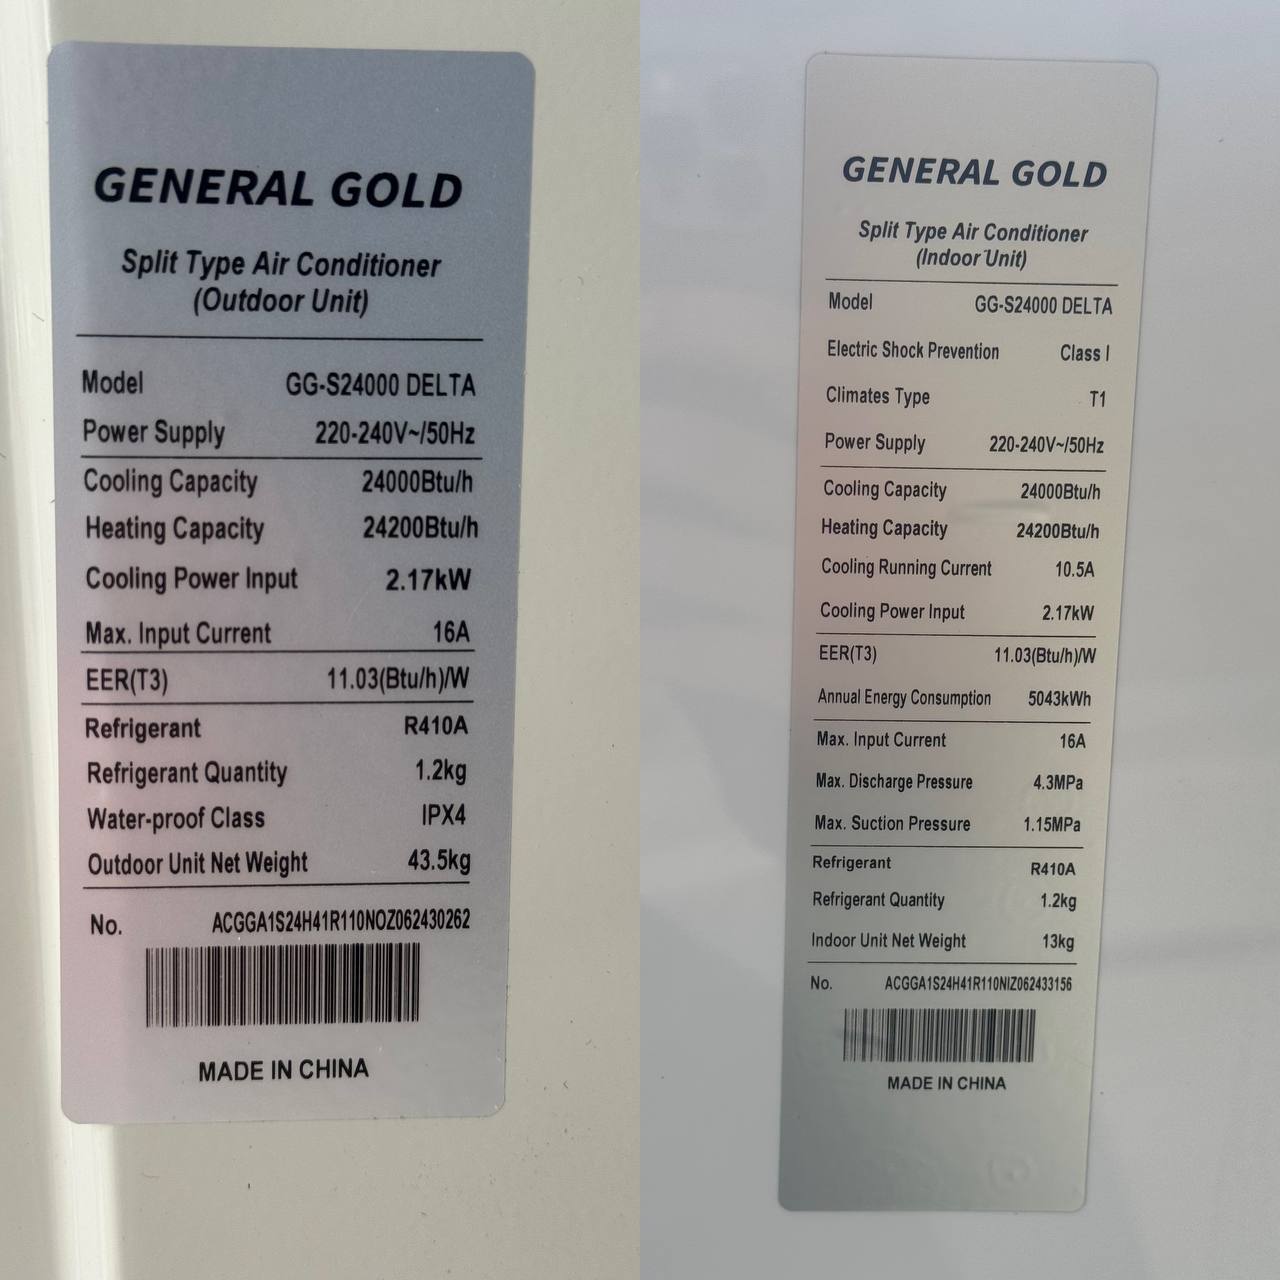 GENERAL GOLD
Split Type Air Conditioner
(Outdoor Unit)
Model GG-S24000 DELTA
Power Supply 220-240V~/50Hz
Cooling Capacity 24000Btu/h
Heating Capacity 24200Btu/h
Cooling Power Input 2.17kW
Max. Input Current 16A
EER(T3) 11.03(Btu/h)/W
Refrigerant R410A
Refrigerant Quantity 1.2kg
Water-proof Class IPX4
Outdoor Unit Net Weight 43.5kg
No. ACGGA1S24H41R110NOZ062430262
MADE IN CHINA
GENERAL GOLD
Split Type Air Conditioner
(Indoor Unit)
Model GG-S24000 DELTA
Electric Shock Prevention Class I
Climates Type T1
Power Supply 220-240V~/50Hz
Cooling Capacity 24000Btu/h
Heating Capacity 24200Btu/h
Cooling Running Current 10.5A
Cooling Power Input 2.17kW
EER(T3) 11.03(Btu/h)/W
Annual Energy Consumption 5043kWh
Max. Input Current 16A
Max. Discharge Pressure 4.3MPa
Max. Suction Pressure 1.15MPa
Refrigerant R410A
Refrigerant Quantity 1.2kg
Indoor Unit Net Weight 13kg
No. ACGGA1S24H41R110NIZ062433156
MADE IN CHINA